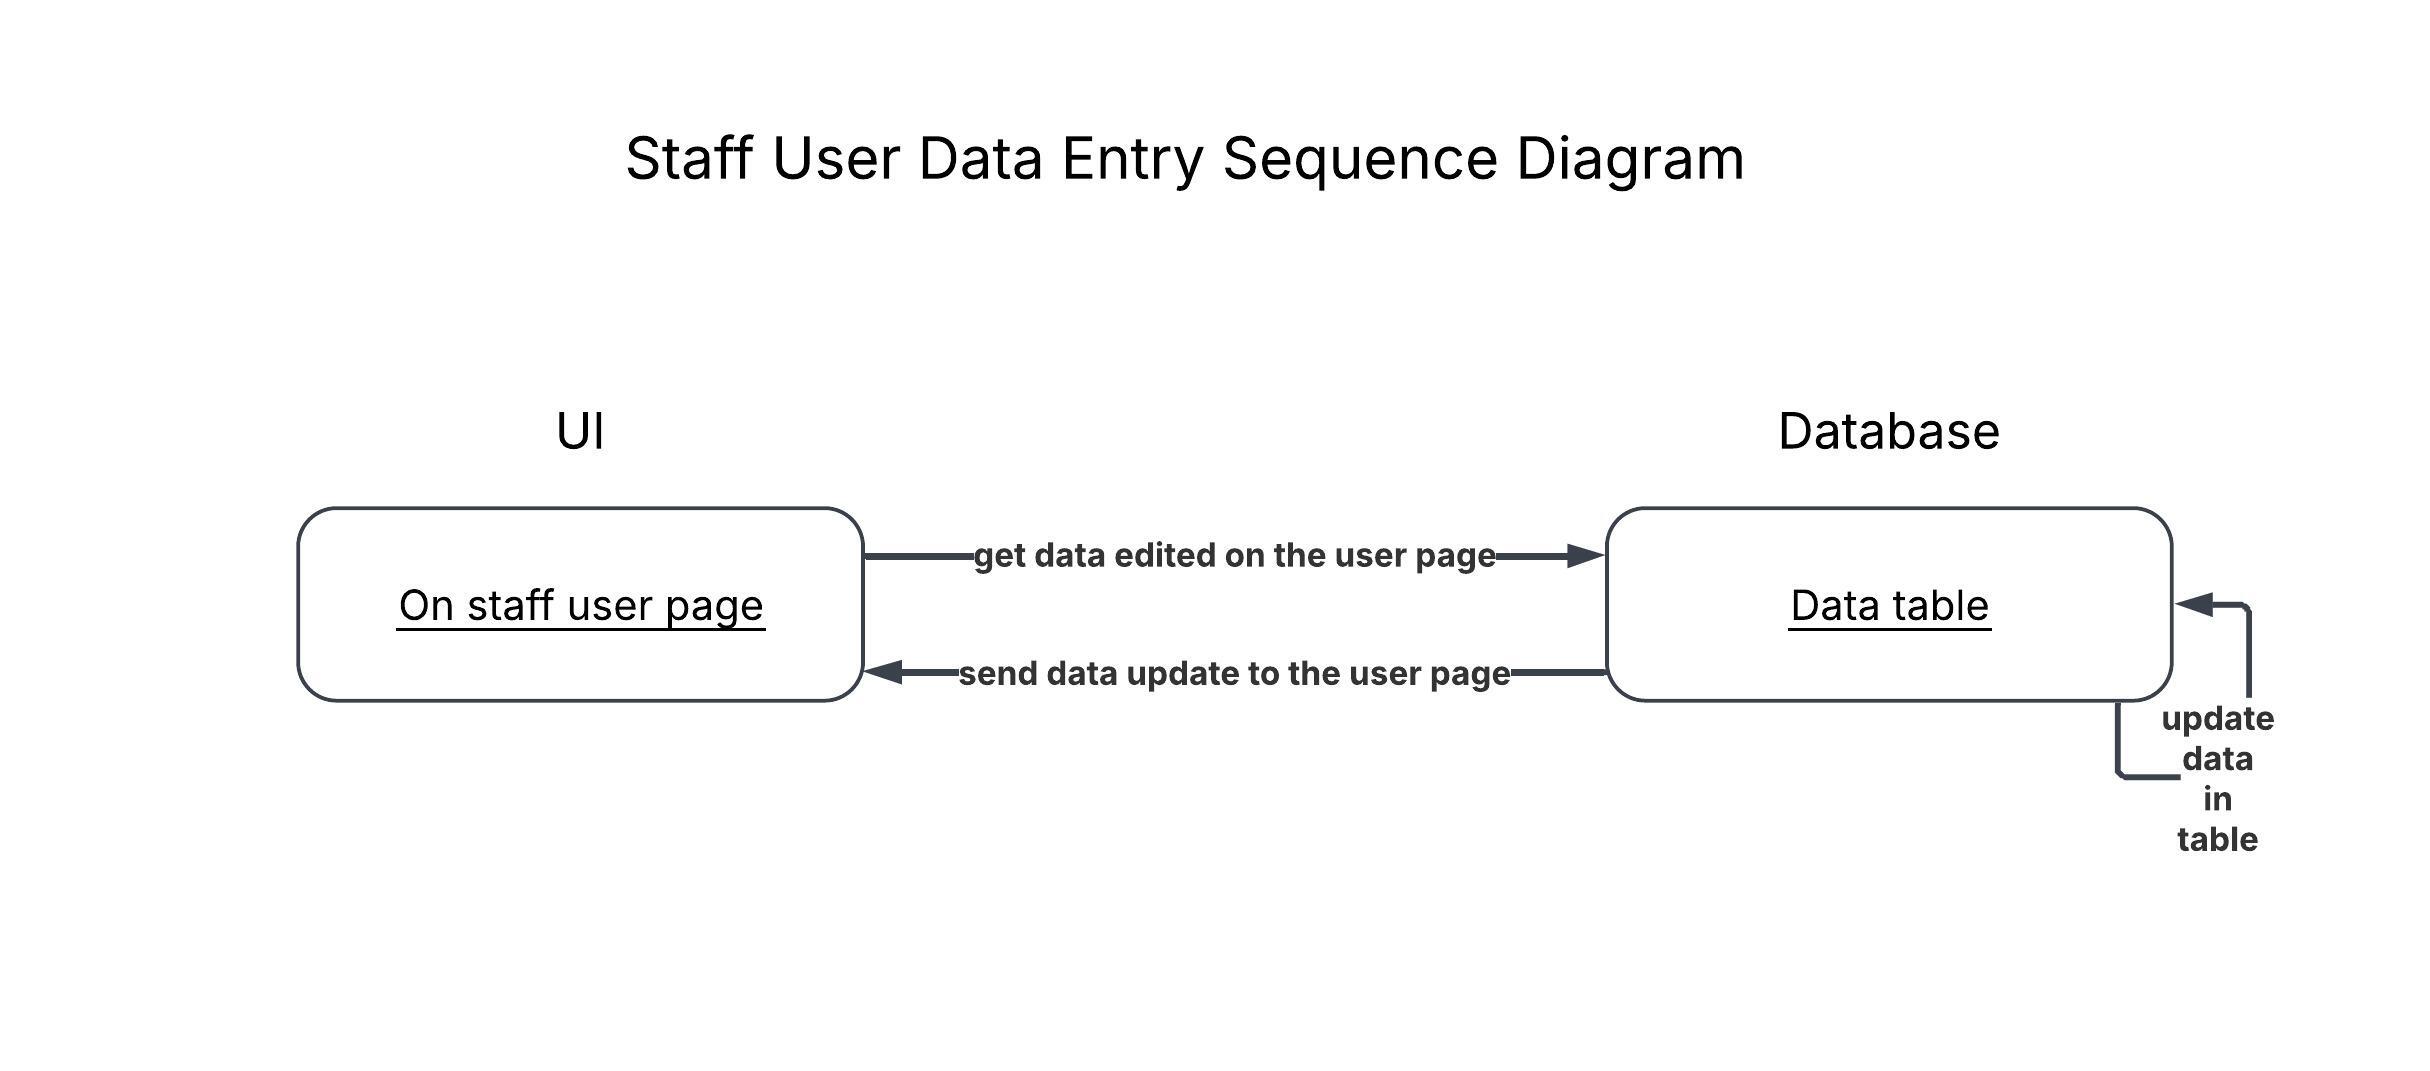 Staff User Data Entry Sequence Diagram
UI
Database
get data edited on the user page
On staff user page
Data table
send data update to the user page
update
data
in
table